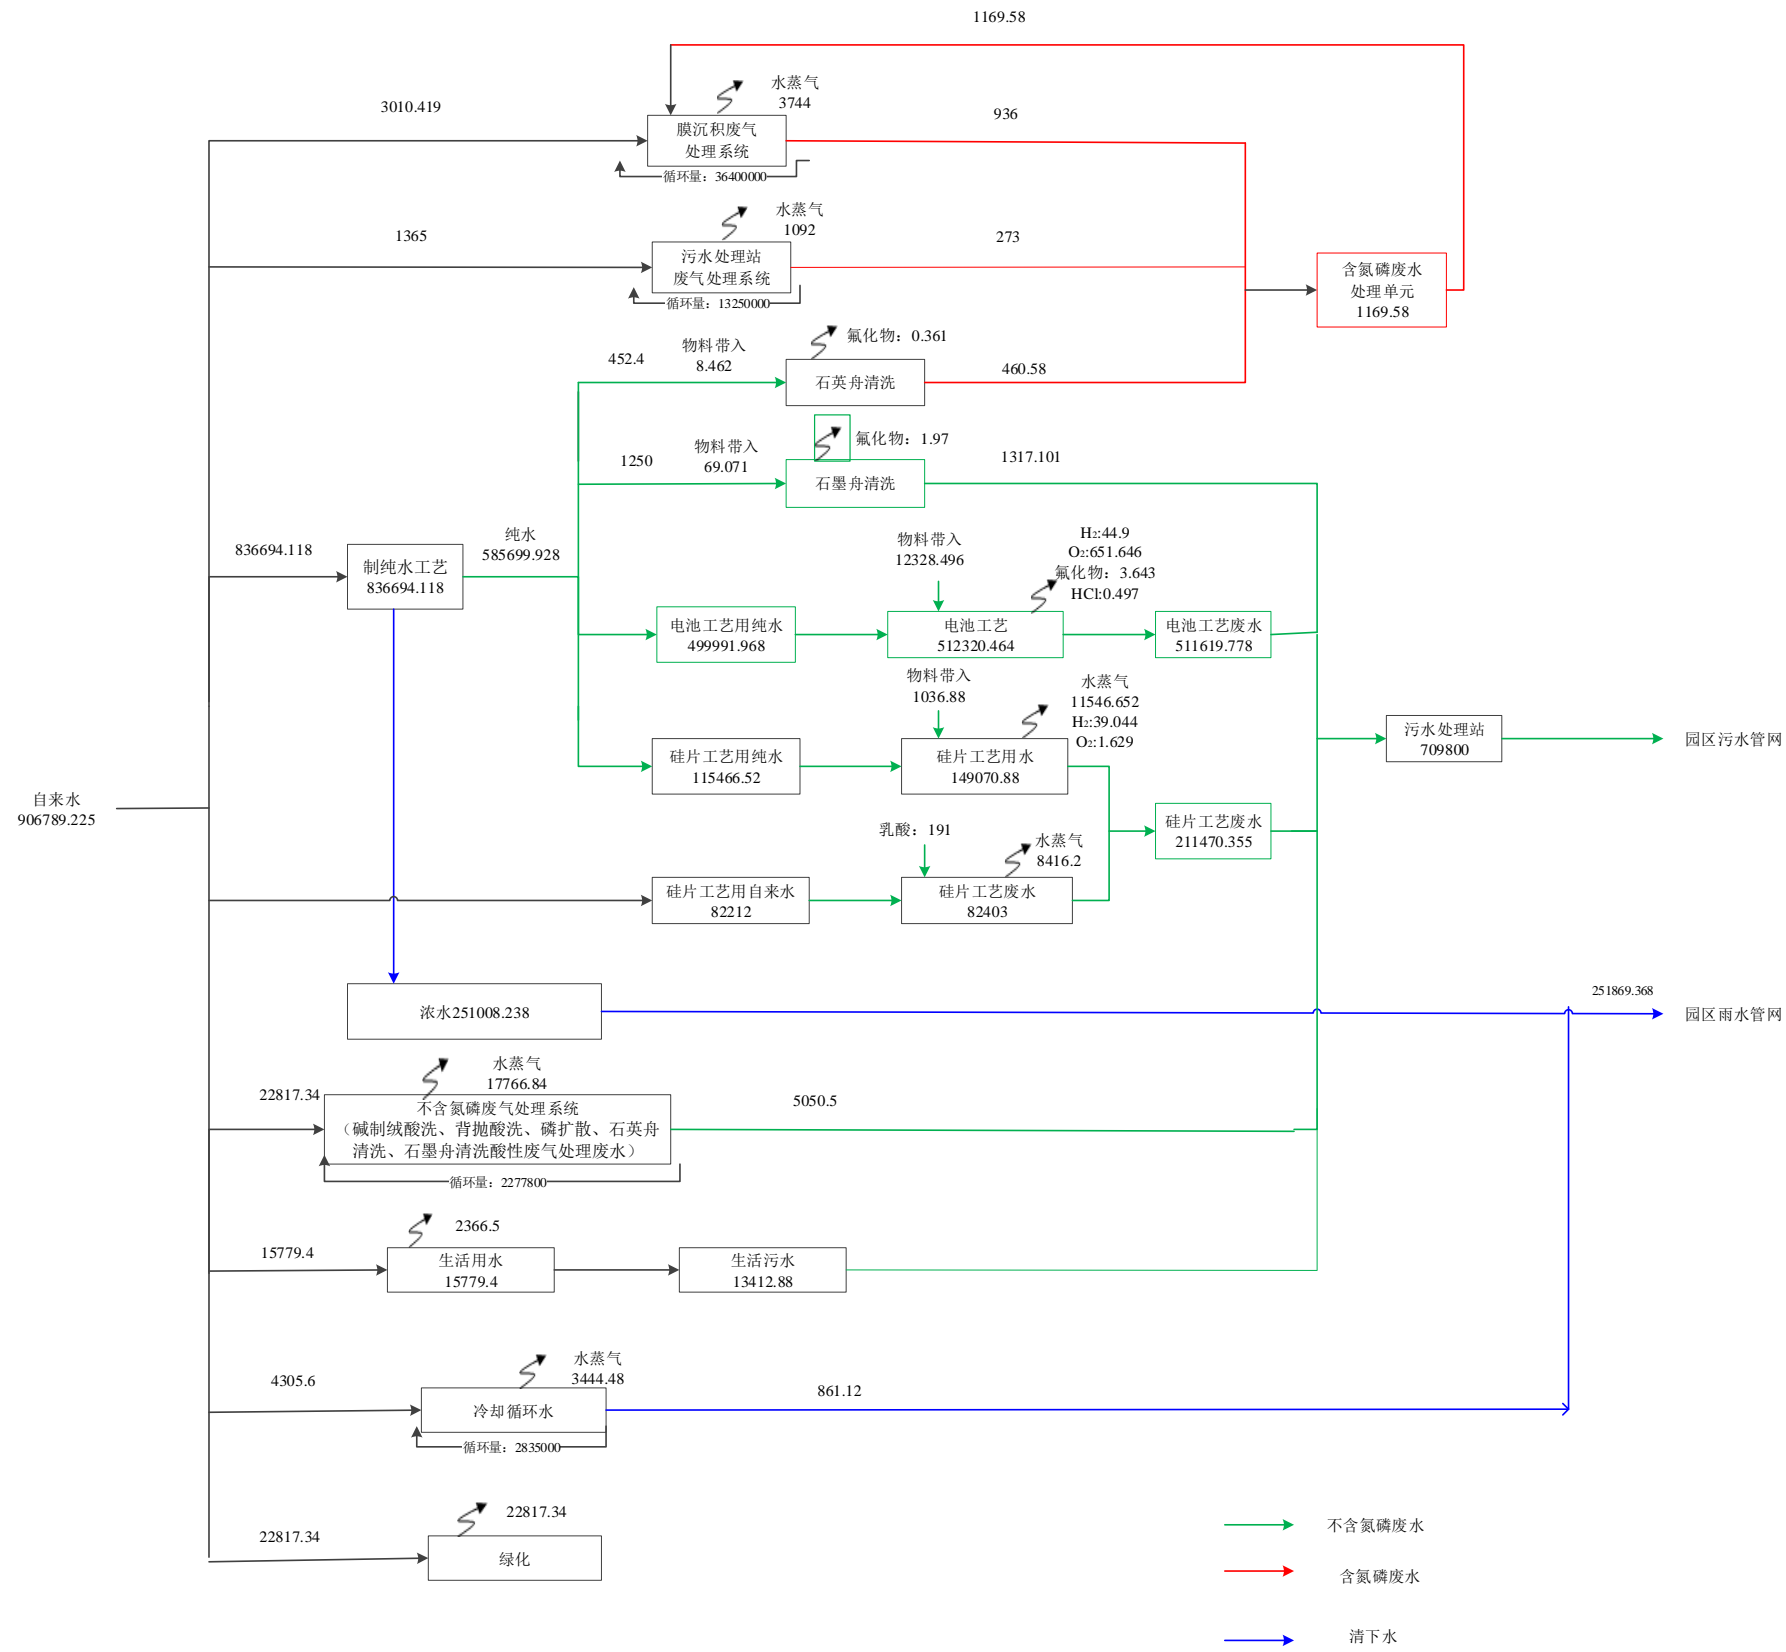 1169.58
水蒸气
3744
3010.419
936
膜沉积废气
处理系统
循环量：36400000
水蒸气
1092
1365
273
污水处理站
废气处理系统
循环量：13250000
含氮磷废水
处理单元
1169.58
氟化物：0.361
物料带入
8.462
452.4
460.58
石英舟清洗
氟化物：1.97
物料带入
69.071
1250
1317.101
石墨舟清洗
836694.118
制纯水工艺
836694.118
纯水
585699.928
物料带入
12328.496
H₂:44.9
O₂:651.646
氟化物：3.643
HCl:0.497
电池工艺用纯水
499991.968
电池工艺
512320.464
电池工艺废水
511619.778
物料带入
1036.88
水蒸气
11546.652
H₂:39.044
O₂:1.629
硅片工艺用纯水
115466.52
硅片工艺用水
149070.88
污水处理站
709800
园区污水管网
自来水
906789.225
乳酸：191
水蒸气
8416.2
硅片工艺废水
211470.355
硅片工艺用自来水
82212
硅片工艺废水
82403
浓水251008.238
251869.368
园区雨水管网
水蒸气
17766.84
22817.34
5050.5
不含氮磷废气处理系统
（碱制绒酸洗、背抛酸洗、磷扩散、石英舟
清洗、石墨舟清洗酸性废气处理废水）
循环量：2277800
2366.5
15779.4
生活用水
15779.4
生活污水
13412.88
水蒸气
3444.48
4305.6
861.12
冷却循环水
循环量：2835000
22817.34
22817.34
绿化
不含氮磷废水
含氮磷废水
清下水